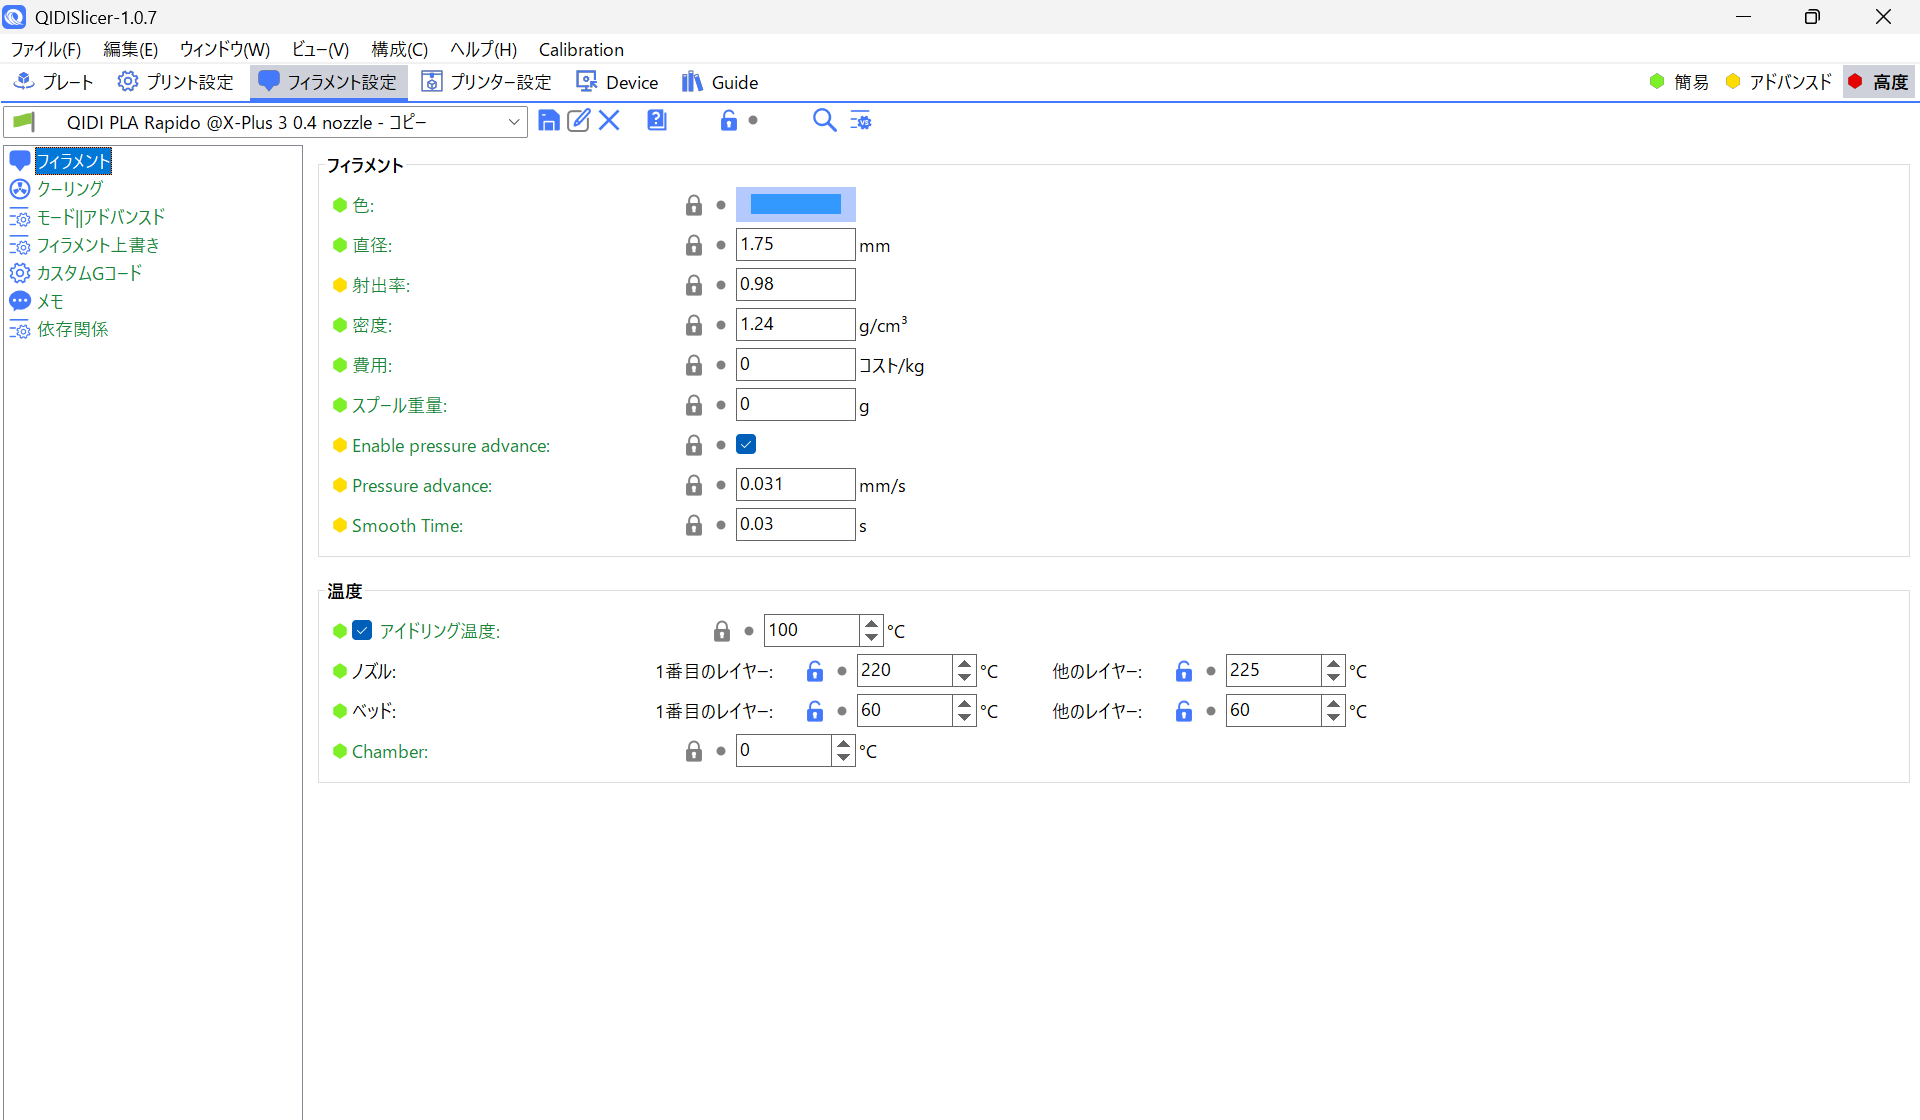 QIDISlicer-1.0.7
ファイル(F) 編集(E) ウィンドウ(W) ビュー(V) 構成(C) ヘルプ(H) Calibration
プレート プリント設定 フィラメント設定 プリンター設定 Device Guide 簡易 アドバンスド 高度
QIDI PLA Rapido @X-Plus 3 0.4 nozzle - コピー
フィラメント
クーリング
モード||アドバンスド
フィラメント上書き
カスタムGコード
メモ
依存関係
フィラメント
色:
直径: 1.75 mm
射出率: 0.98
密度: 1.24 g/cm³
費用: 0 コスト/kg
スプール重量: 0 g
Enable pressure advance:
Pressure advance: 0.031 mm/s
Smooth Time: 0.03 s
温度
アイドリング温度: 100 °C
ノズル: 1番目のレイヤー: 220 °C 他のレイヤー: 225 °C
ベッド: 1番目のレイヤー: 60 °C 他のレイヤー: 60 °C
Chamber: 0 °C